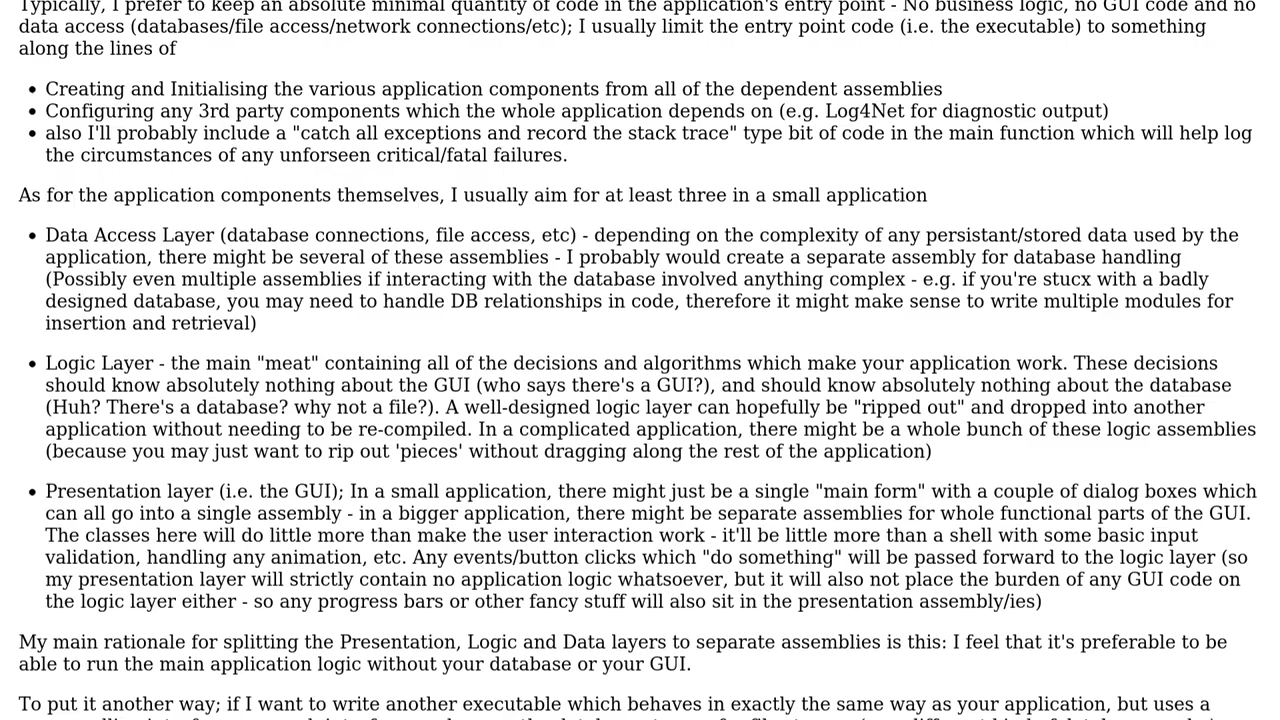 Typically, I prefer to keep an absolute minimal quantity of code in the application's entry point - No business logic, no GUI code and no
data access (databases/file access/network connections/etc); I usually limit the entry point code (i.e. the executable) to something
along the lines of
• Creating and Initialising the various application components from all of the dependent assemblies
• Configuring any 3rd party components which the whole application depends on (e.g. Log4Net for diagnostic output)
• also I'll probably include a "catch all exceptions and record the stack trace" type bit of code in the main function which will help log
the circumstances of any unforseen critical/fatal failures.
As for the application components themselves, I usually aim for at least three in a small application
• Data Access Layer (database connections, file access, etc) - depending on the complexity of any persistant/stored data used by the
application, there might be several of these assemblies - I probably would create a separate assembly for database handling
(Possibly even multiple assemblies if interacting with the database involved anything complex - e.g. if you're stucx with a badly
designed database, you may need to handle DB relationships in code, therefore it might make sense to write multiple modules for
insertion and retrieval)
• Logic Layer - the main "meat" containing all of the decisions and algorithms which make your application work. These decisions
should know absolutely nothing about the GUI (who says there's a GUI?), and should know absolutely nothing about the database
(Huh? There's a database? why not a file?). A well-designed logic layer can hopefully be "ripped out" and dropped into another
application without needing to be re-compiled. In a complicated application, there might be a whole bunch of these logic assemblies
(because you may just want to rip out 'pieces' without dragging along the rest of the application)
• Presentation layer (i.e. the GUI); In a small application, there might just be a single "main form" with a couple of dialog boxes which
can all go into a single assembly - in a bigger application, there might be separate assemblies for whole functional parts of the GUI.
The classes here will do little more than make the user interaction work - it'll be little more than a shell with some basic input
validation, handling any animation, etc. Any events/button clicks which "do something" will be passed forward to the logic layer (so
my presentation layer will strictly contain no application logic whatsoever, but it will also not place the burden of any GUI code on
the logic layer either - so any progress bars or other fancy stuff will also sit in the presentation assembly/ies)
My main rationale for splitting the Presentation, Logic and Data layers to separate assemblies is this: I feel that it's preferable to be
able to run the main application logic without your database or your GUI.
To put it another way; if I want to write another executable which behaves in exactly the same way as your application, but uses a